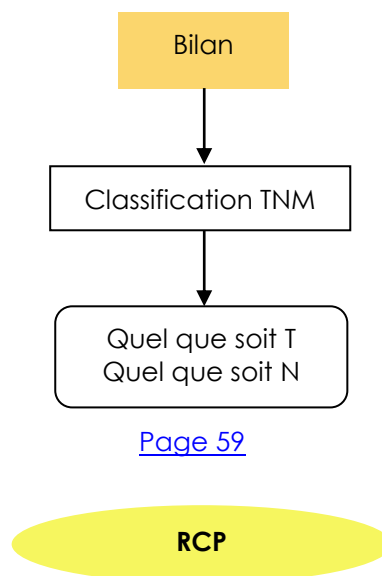 Bilan
Classification TNM
Quel que soit T
Quel que soit N
Page 59
RCP